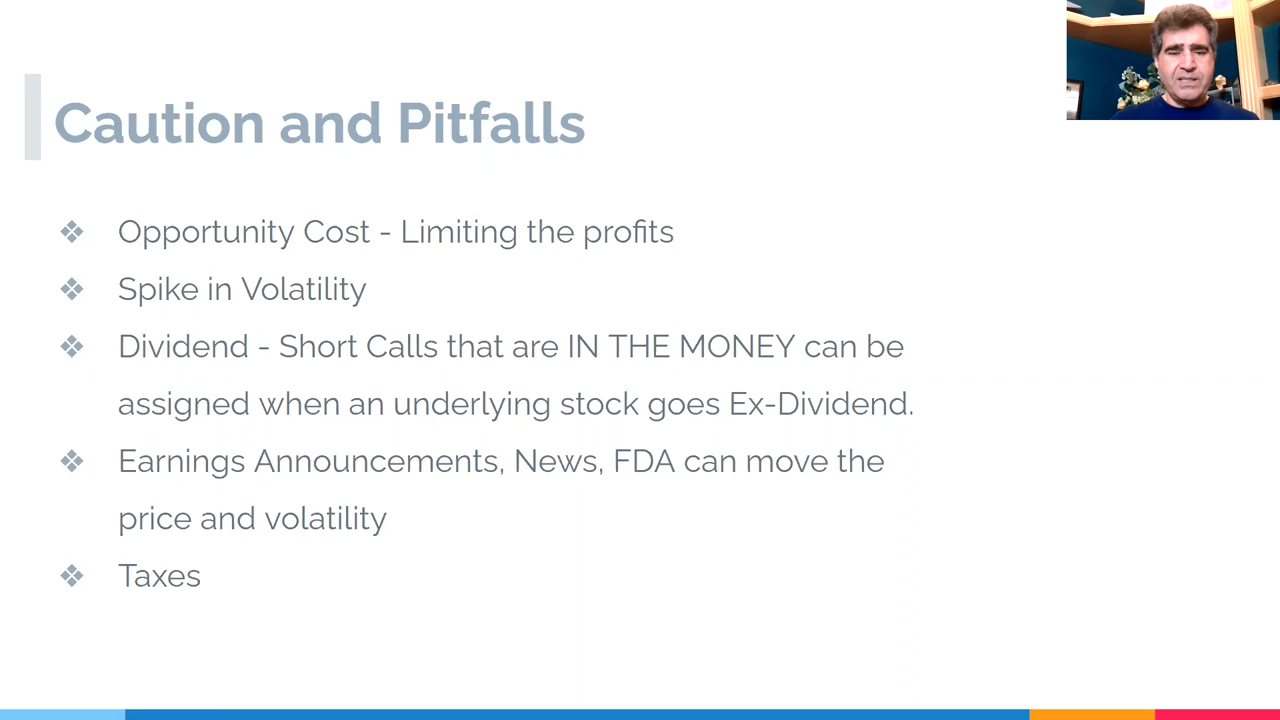 Caution and Pitfalls
Opportunity Cost - Limiting the profits
Spike in Volatility
Dividend - Short Calls that are IN THE MONEY can be
assigned when an underlying stock goes Ex-Dividend.
Earnings Announcements, News, FDA can move the
price and volatility
Taxes